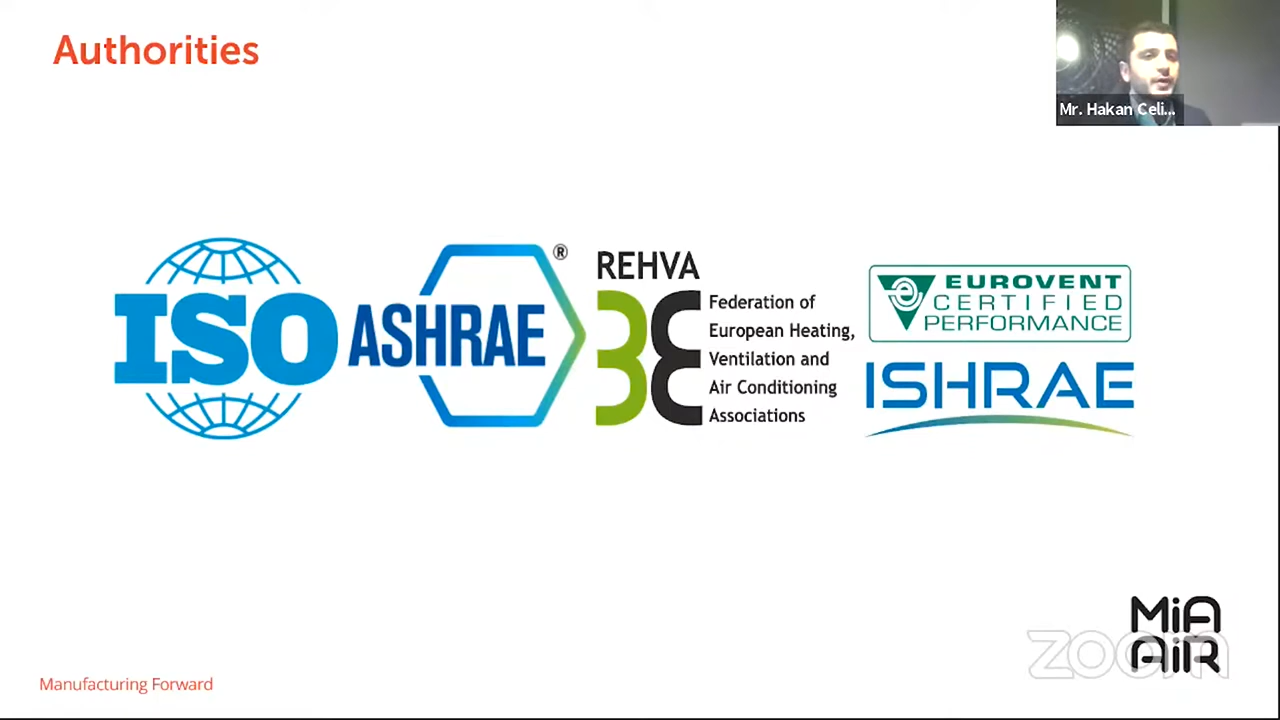 Authorities
Mr. Hakan Celi...
ISO
ASHRAE®
REHVA
Federation of
European Heating,
Ventilation and
Air Conditioning
Associations
EUROVENT
CERTIFIED
PERFORMANCE
ISHRAE
MiA
AiR
zoom
Manufacturing Forward